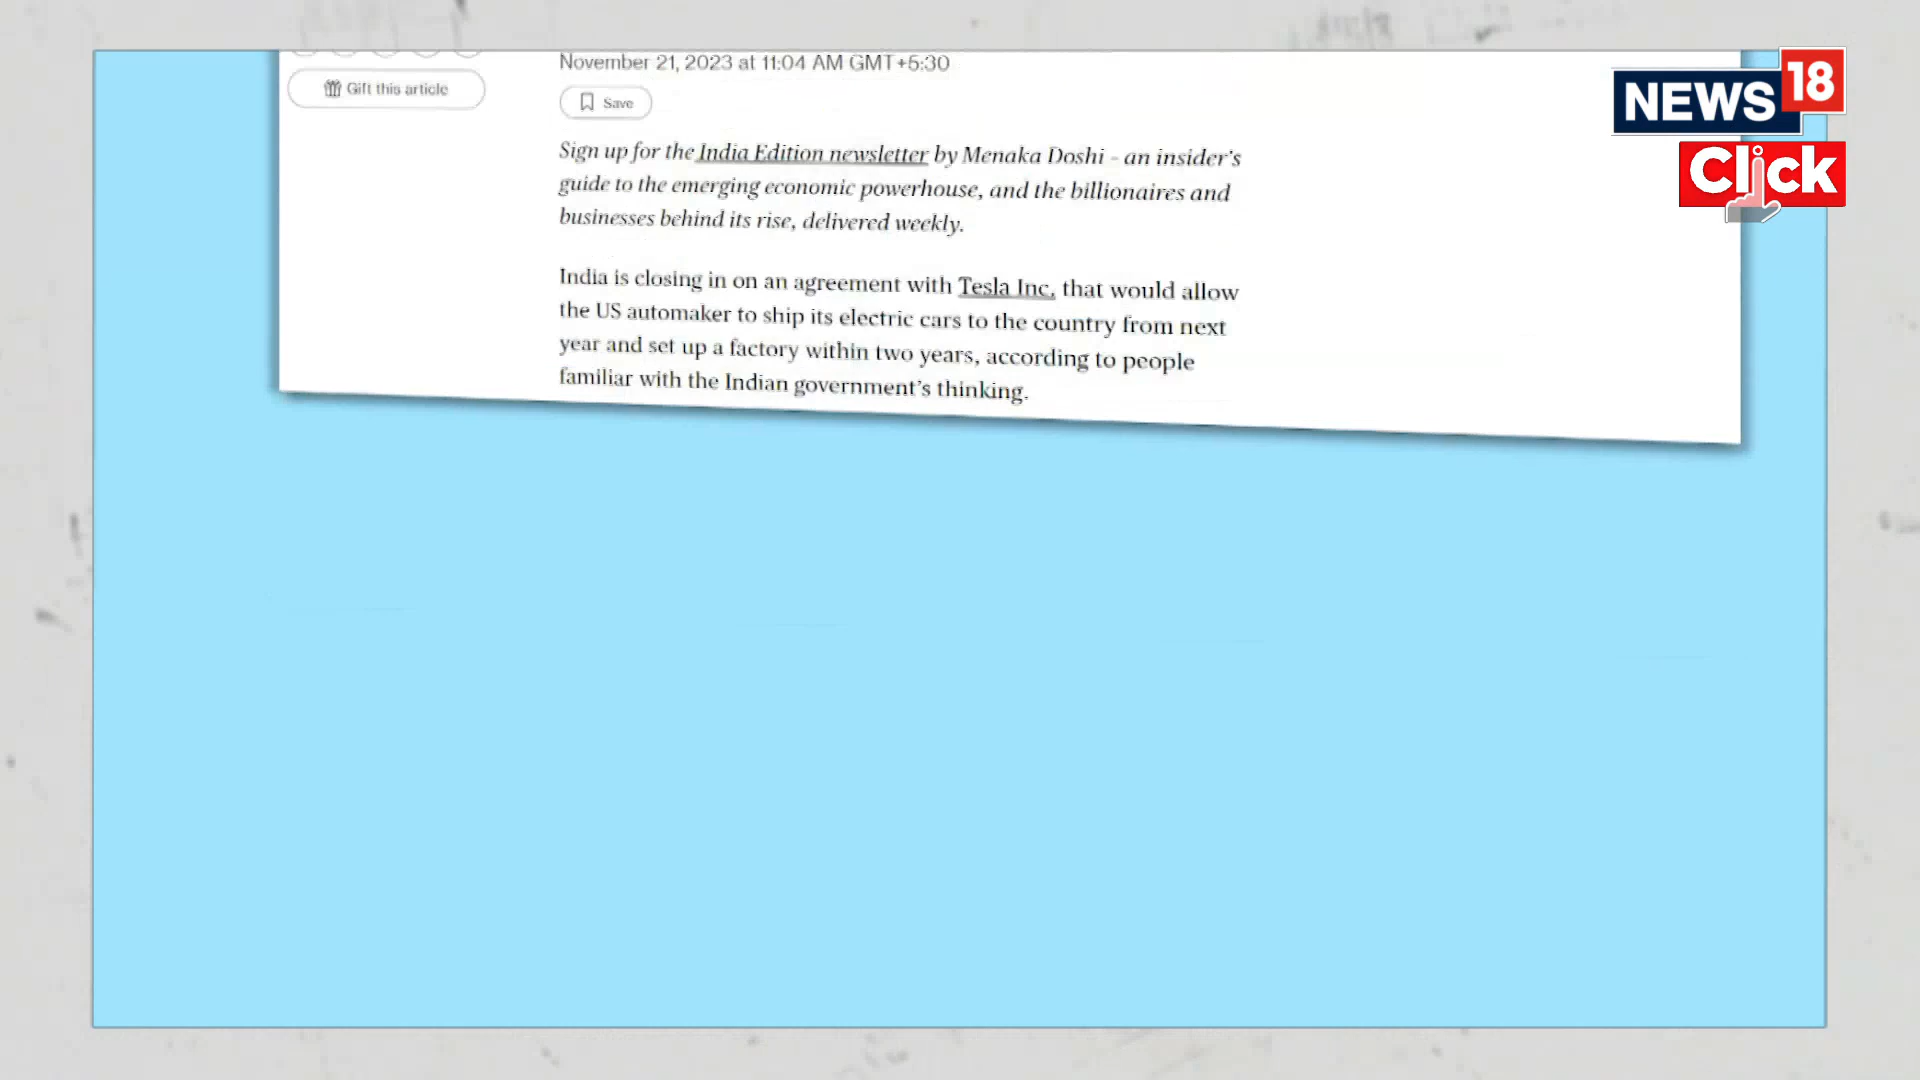 November 21, 2023 at 11:04 AM GMT+5:30
Gift this article
Save
Sign up for the India Edition newsletter by Menaka Doshi – an insider's
guide to the emerging economic powerhouse, and the billionaires and
businesses behind its rise, delivered weekly.
India is closing in on an agreement with Tesla Inc. that would allow
the US automaker to ship its electric cars to the country from next
year and set up a factory within two years, according to people
familiar with the Indian government's thinking.
NEWS 18
Click